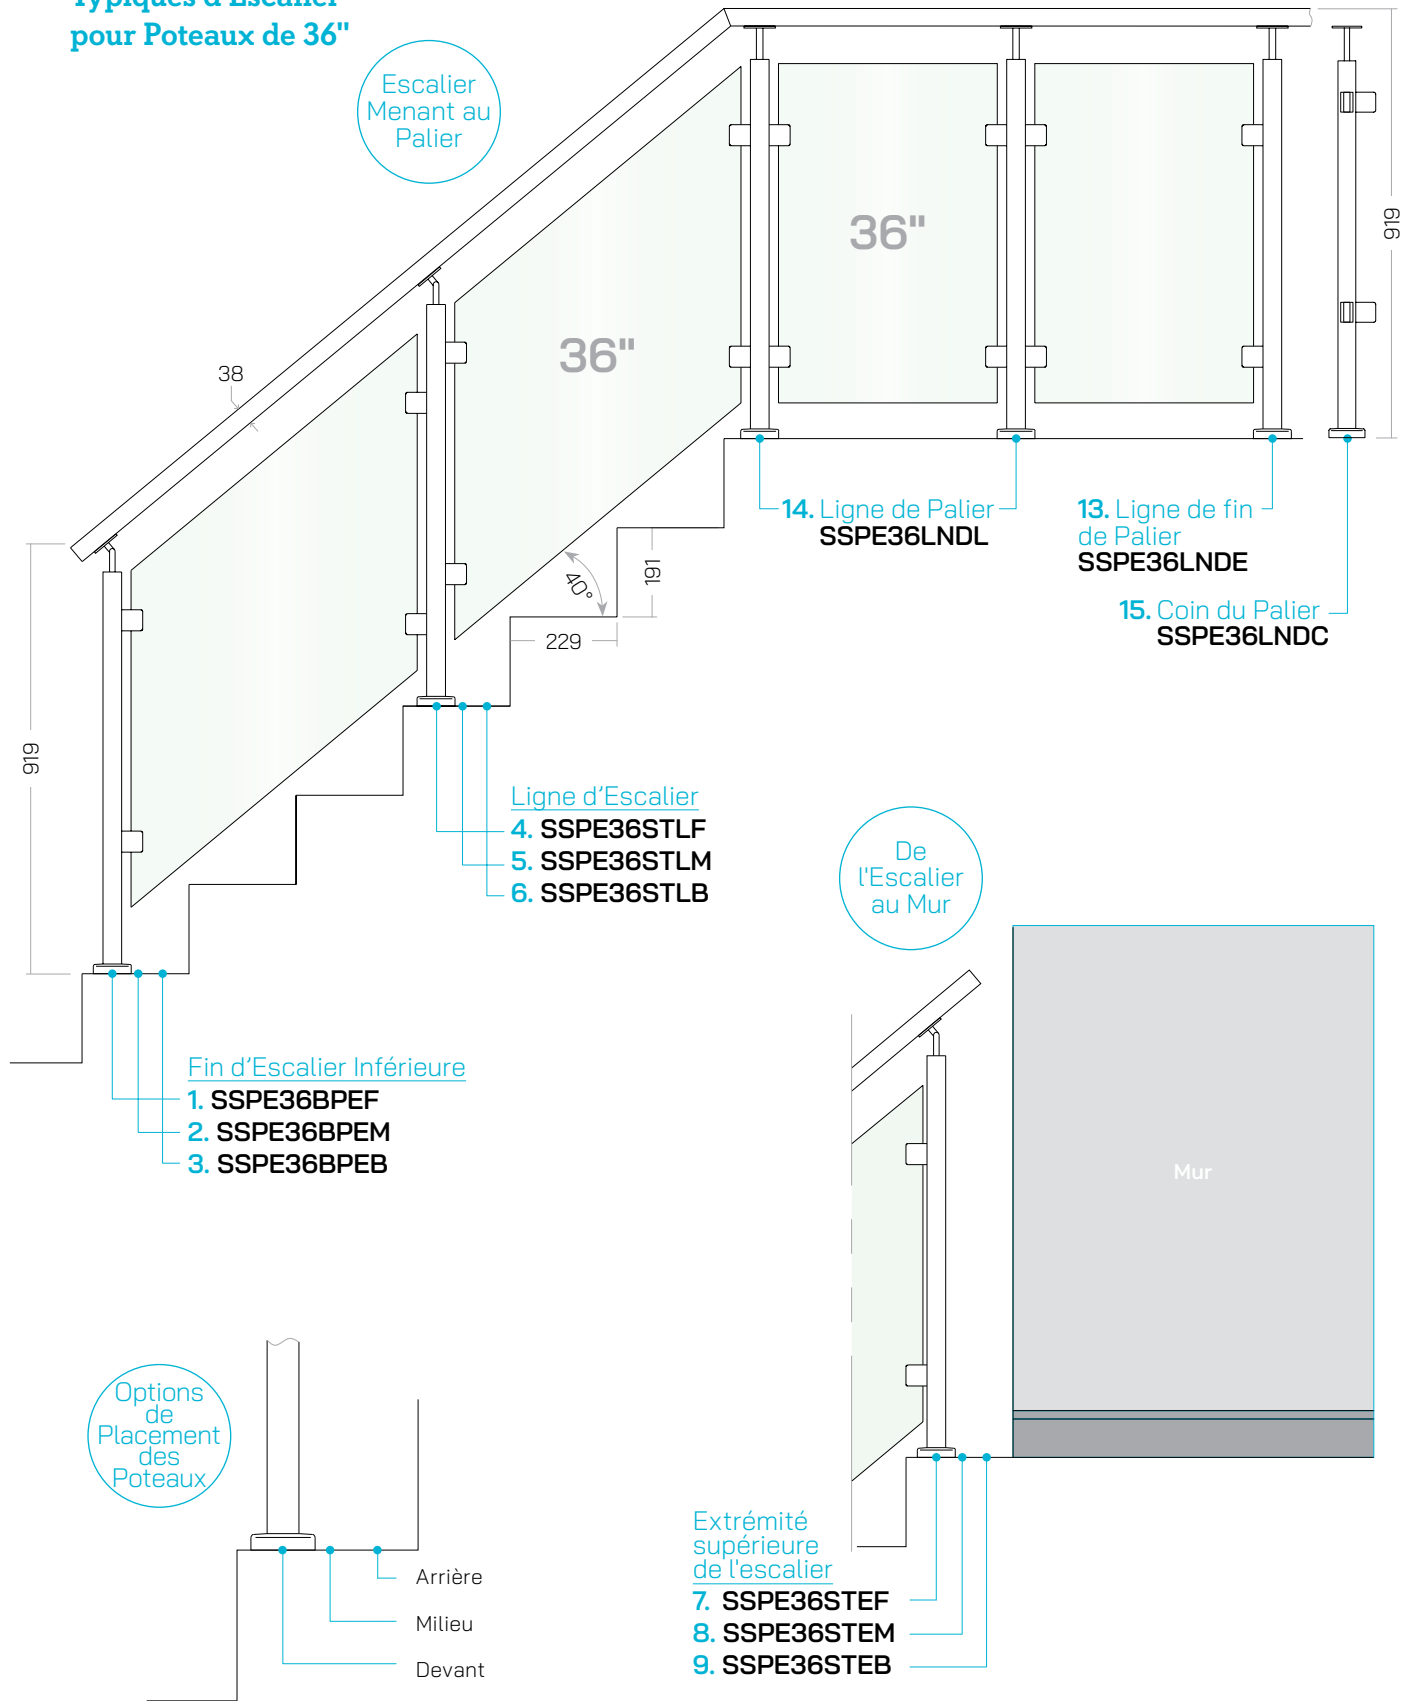 Typiques d'Escalier
pour Poteaux de 36"
Escalier
Menant au
Palier
36"
36"
919
38
40°
191
229
919
14. Ligne de Palier
SSPE36LNDL
13. Ligne de fin
de Palier
SSPE36LNDE
15. Coin du Palier
SSPE36LNDC
Ligne d’Escalier
4. SSPE36STLF
5. SSPE36STLM
6. SSPE36STLB
De
l'Escalier
au Mur
Fin d’Escalier Inférieure
1. SSPE36BPEF
2. SSPE36BPEM
3. SSPE36BPEB
Mur
Options
de
Placement
des
Poteaux
Arrière
Milieu
Devant
Extrémité
supérieure
de l'escalier
7. SSPE36STEF
8. SSPE36STEM
9. SSPE36STEB